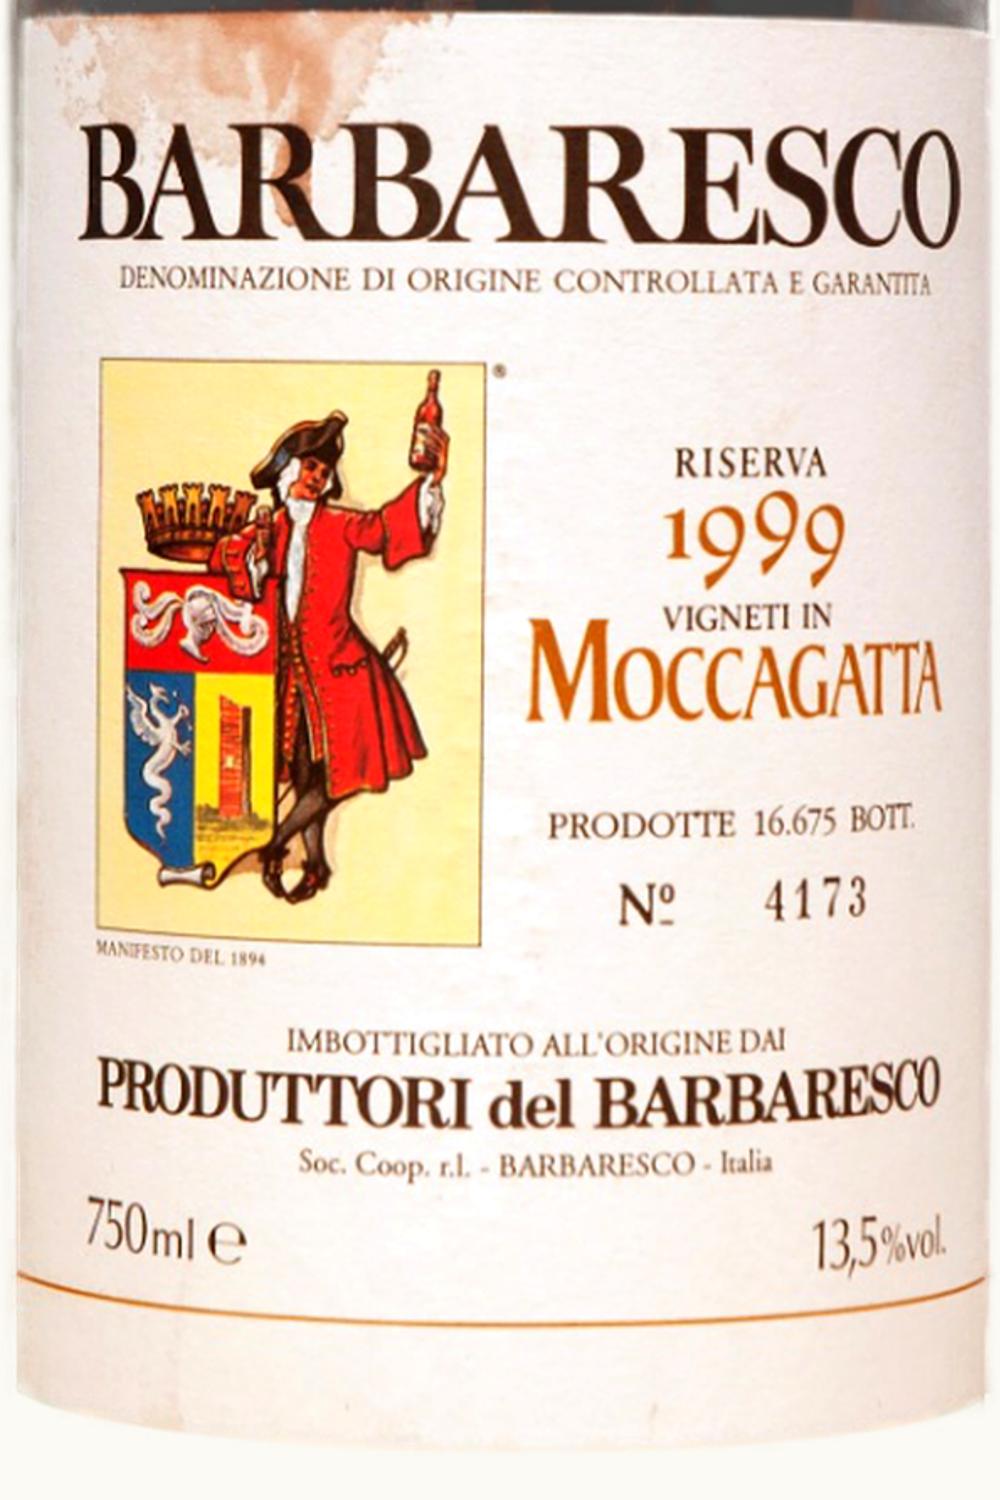 BARBARESCO
DENOMINAZIONE DI ORIGINE CONTROLLATA E GARANTITA
®
RISERVA
1999
VIGNETI IN
MOCCAGATTA
PRODOTTE 16.675 BOTT.
Nº 4173
MANIFESTO DEL 1894
IMBOTTIGLIATO ALL'ORIGINE DAI
PRODUTTORI del BARBARESCO
Soc. Coop. r.l. - BARBARESCO - Italia
750ml ℮ 13,5%vol.